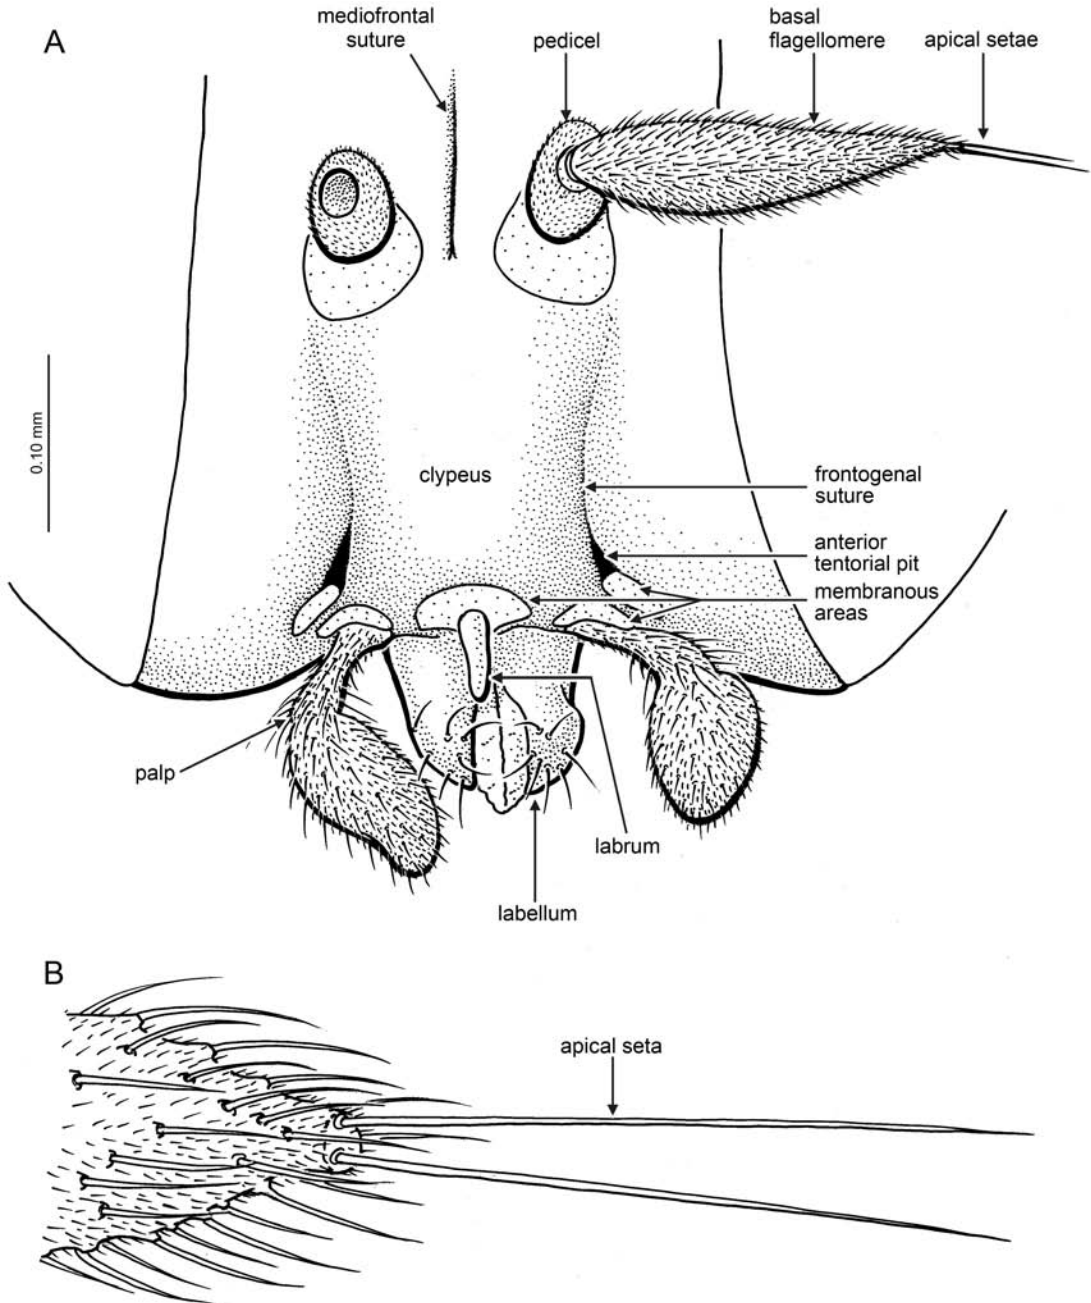 A
mediofrontal
suture
pedicel
basal
flagellomere
apical setae
0.10 mm
clypeus
frontogenal
suture
anterior
tentorial pit
membranous
areas
palp
labrum
labellum
B
apical seta